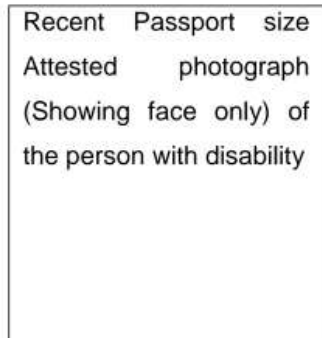 Recent Passport size
Attested photograph
(Showing face only) of
the person with disability